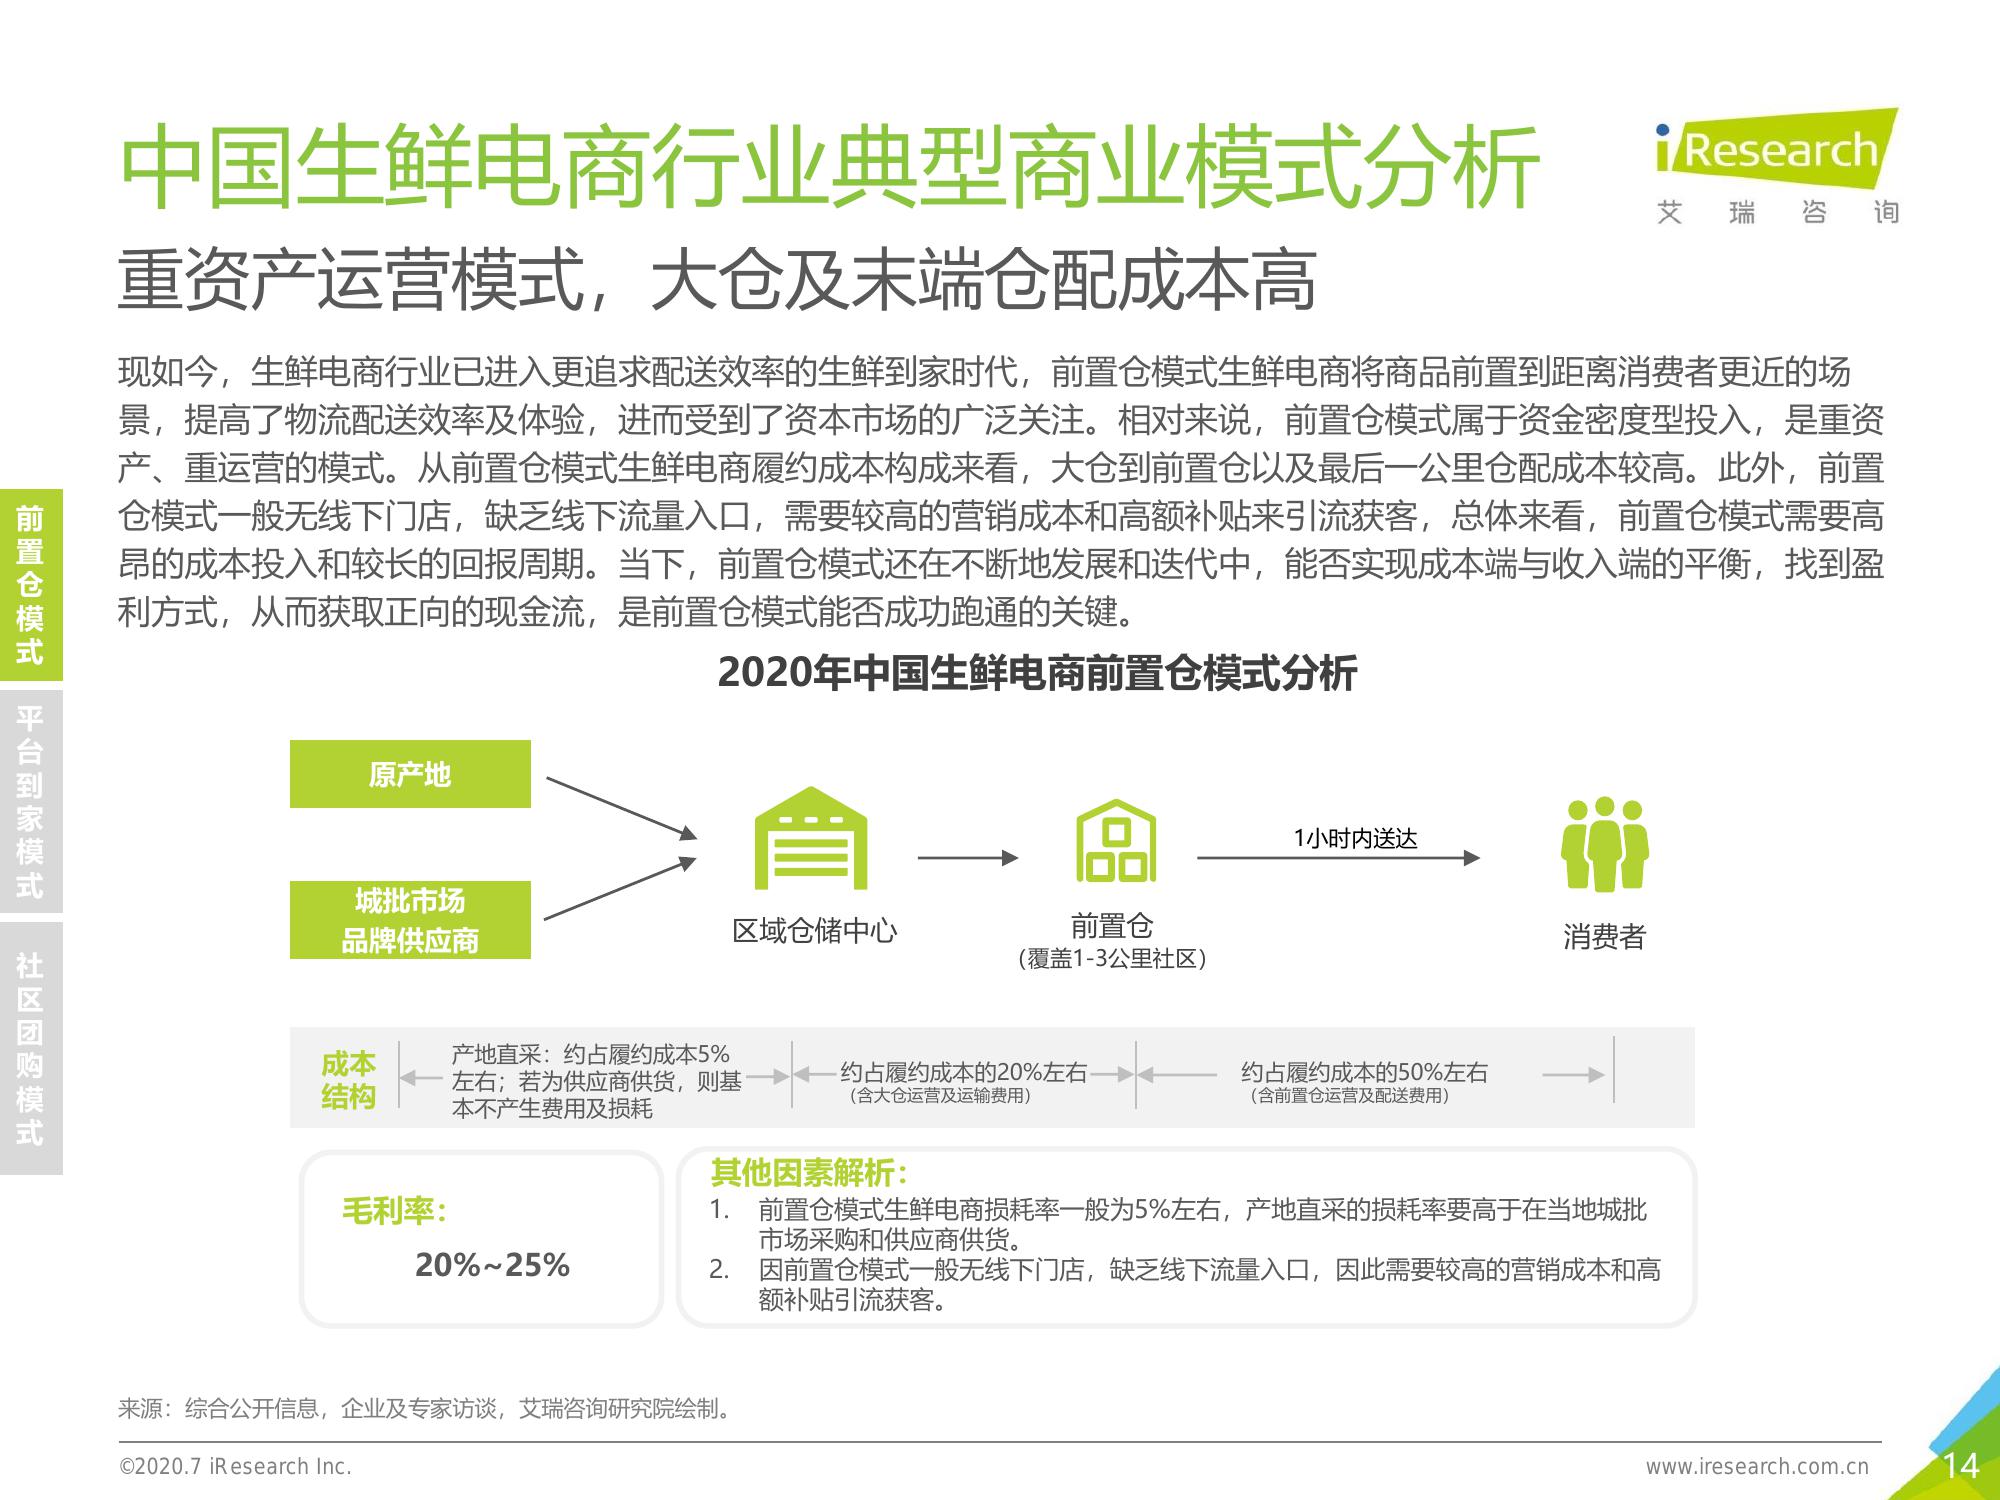 中国生鲜电商行业典型商业模式分析
iResearch
艾瑞咨询
重资产运营模式，大仓及末端仓配成本高
现如今，生鲜电商行业已进入更追求配送效率的生鲜到家时代，前置仓模式生鲜电商将商品前置到距离消费者更近的场
景，提高了物流配送效率及体验，进而受到了资本市场的广泛关注。相对来说，前置仓模式属于资金密度型投入，是重资
产、重运营的模式。从前置仓模式生鲜电商履约成本构成来看，大仓到前置仓以及最后一公里仓配成本较高。此外，前置
仓模式一般无线下门店，缺乏线下流量入口，需要较高的营销成本和高额补贴来引流获客，总体来看，前置仓模式需要高
昂的成本投入和较长的回报周期。当下，前置仓模式还在不断地发展和迭代中，能否实现成本端与收入端的平衡，找到盈
利方式，从而获取正向的现金流，是前置仓模式能否成功跑通的关键。
前置仓模式
平台到家模式
社区团购模式
2020年中国生鲜电商前置仓模式分析
原产地
城批市场
品牌供应商
区域仓储中心
前置仓
（覆盖1-3公里社区）
1小时内送达
消费者
成本
结构
产地直采：约占履约成本5%
左右；若为供应商供货，则基
本不产生费用及损耗
约占履约成本的20%左右
（含大仓运营及运输费用）
约占履约成本的50%左右
（含前置仓运营及配送费用）
毛利率：
20%~25%
其他因素解析：
1. 前置仓模式生鲜电商损耗率一般为5%左右，产地直采的损耗率要高于在当地城批
市场采购和供应商供货。
2. 因前置仓模式一般无线下门店，缺乏线下流量入口，因此需要较高的营销成本和高
额补贴引流获客。
来源：综合公开信息，企业及专家访谈，艾瑞咨询研究院绘制。
©2020.7 iResearch Inc.
www.iresearch.com.cn
14